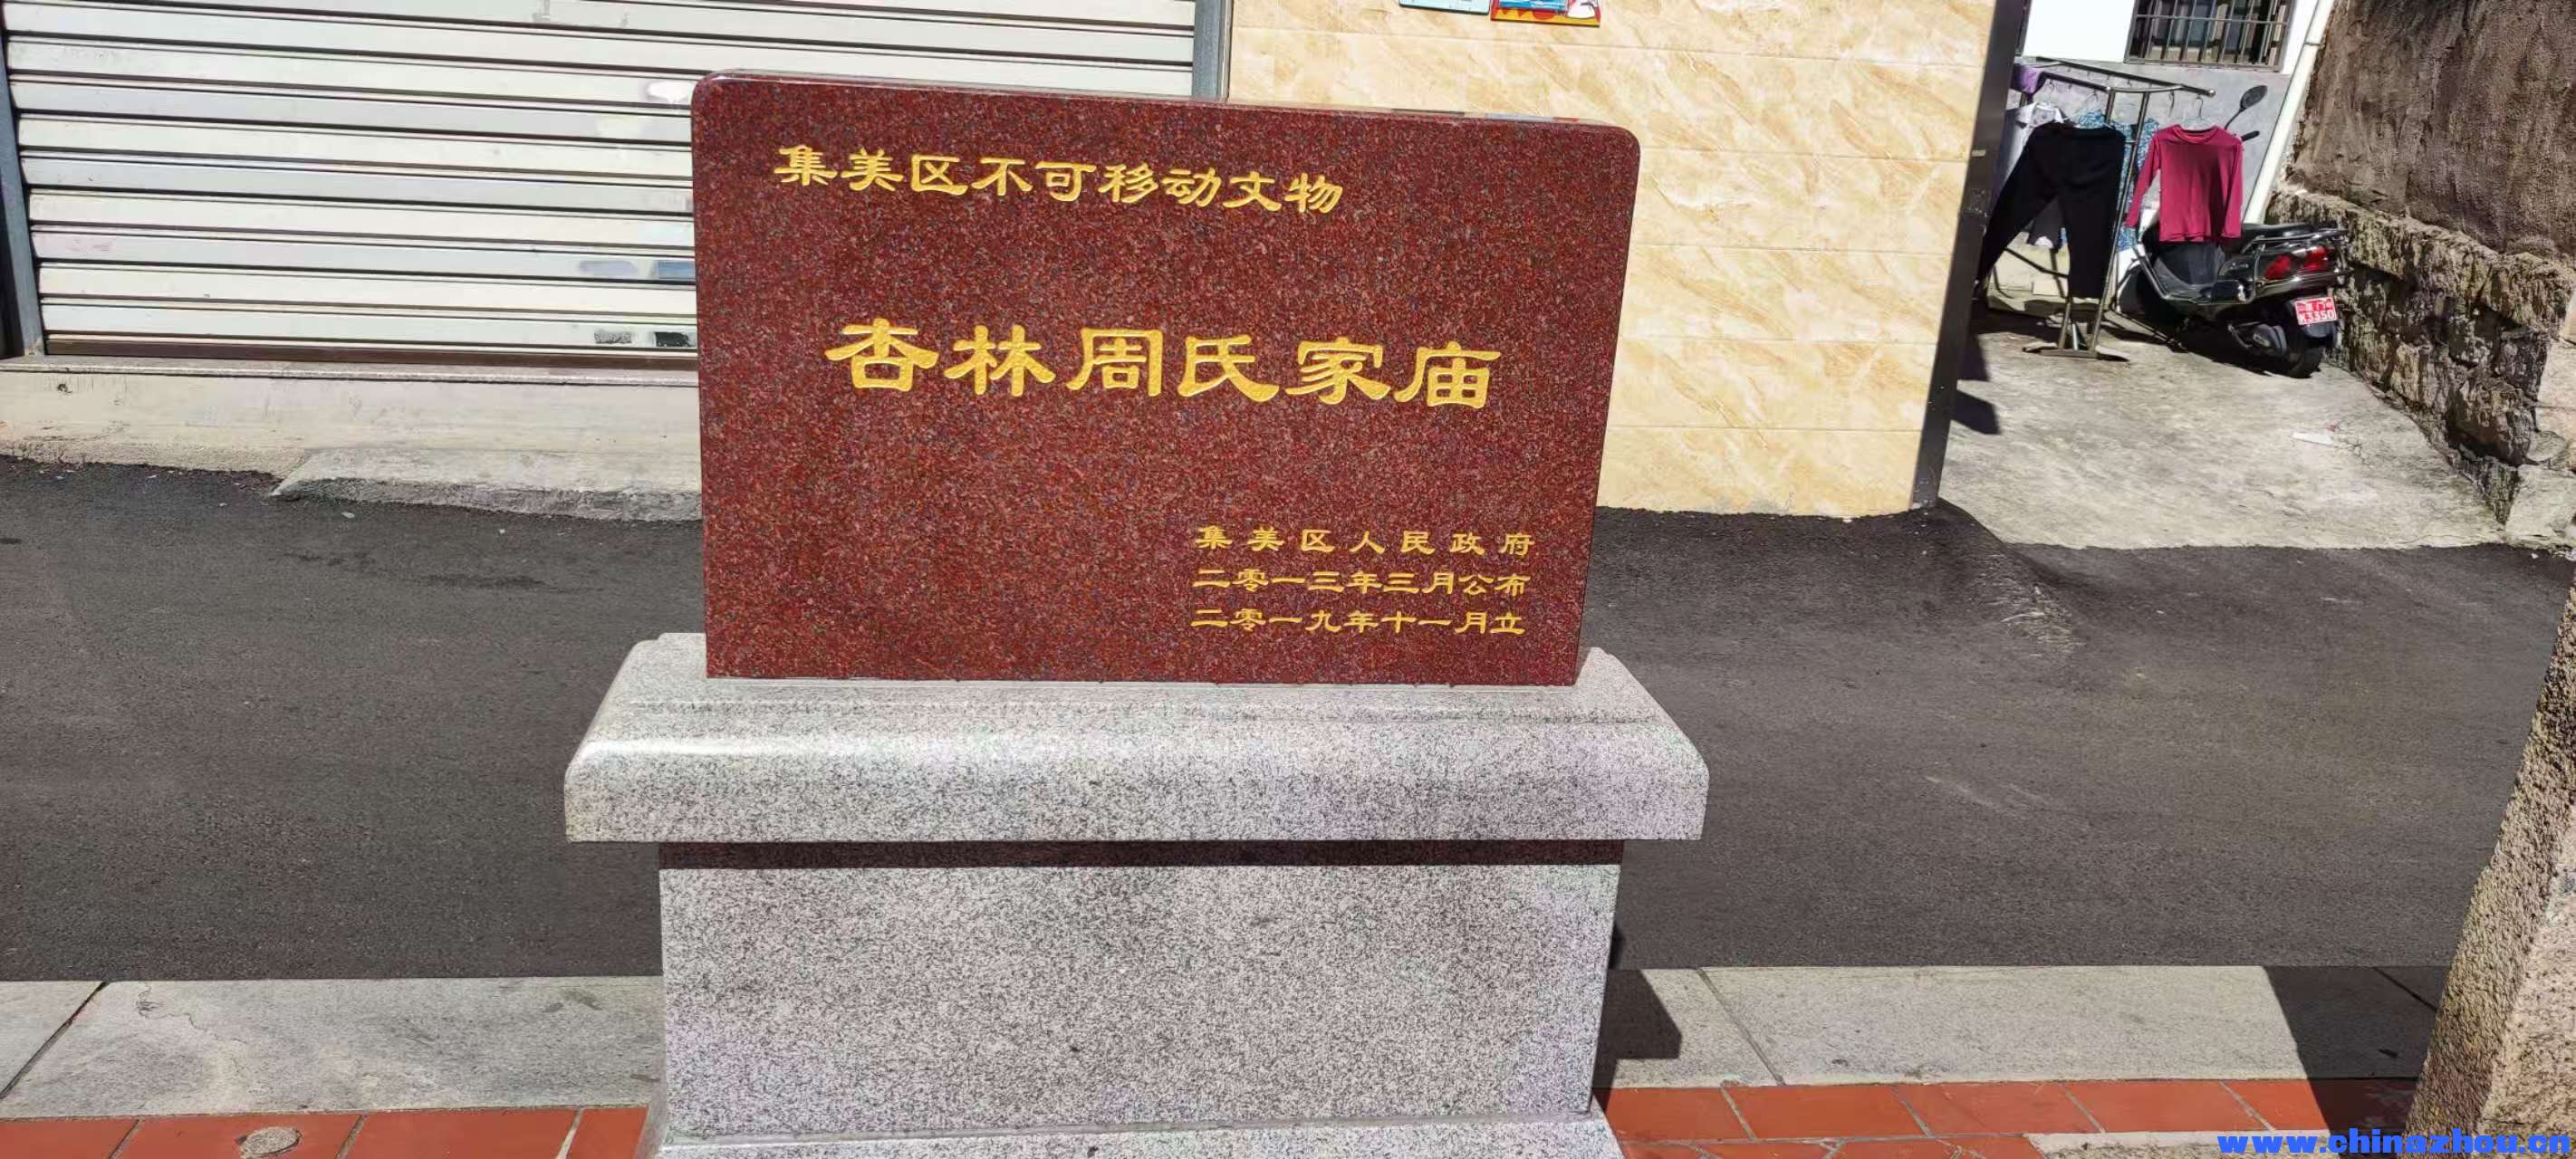 集美区不可移动文物
杏林周氏家庙
集美区人民政府
二零一三年三月公布
二零一九年十一月立
www.chinazhou.cn